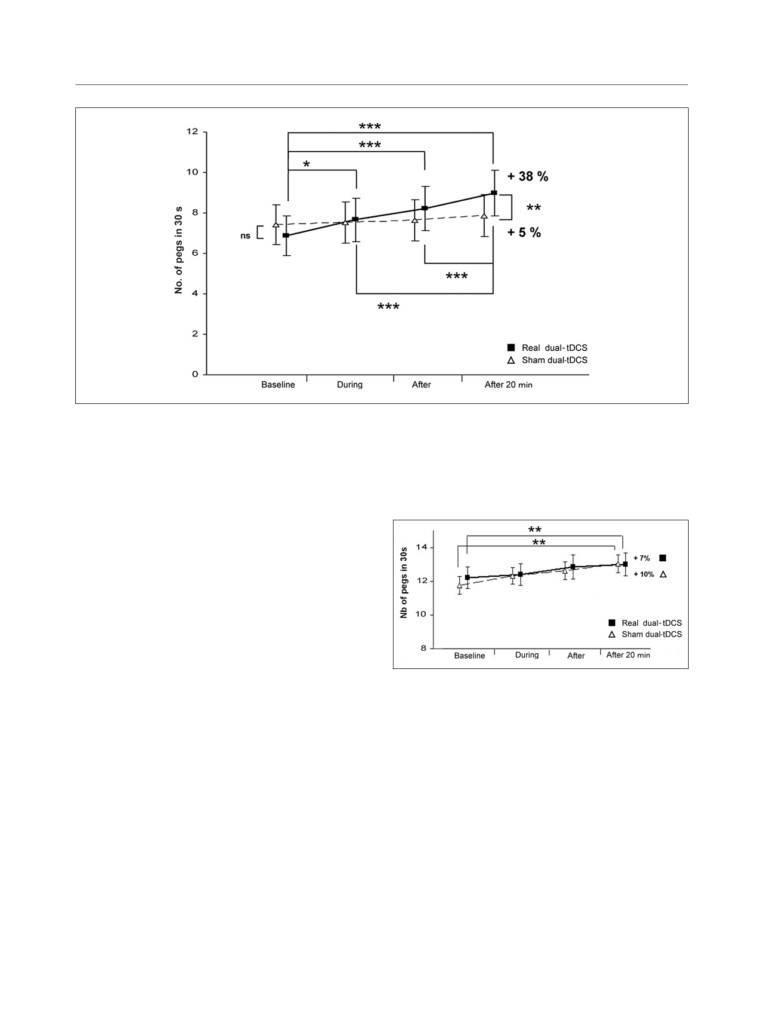 12
***
***
10
*
+ 38 %
8
**
ns
+ 5 %
6
***
4
***
2
Real dual-tDCS
Sham dual-tDCS
0
Baseline
During
After
After 20 min
No. of pegs in 30 s
**
14
**
+ 7%
12
+ 10%
10
Real dual-tDCS
Sham dual-tDCS
8
Baseline
During
After
After 20 min
Nb of pegs in 30s